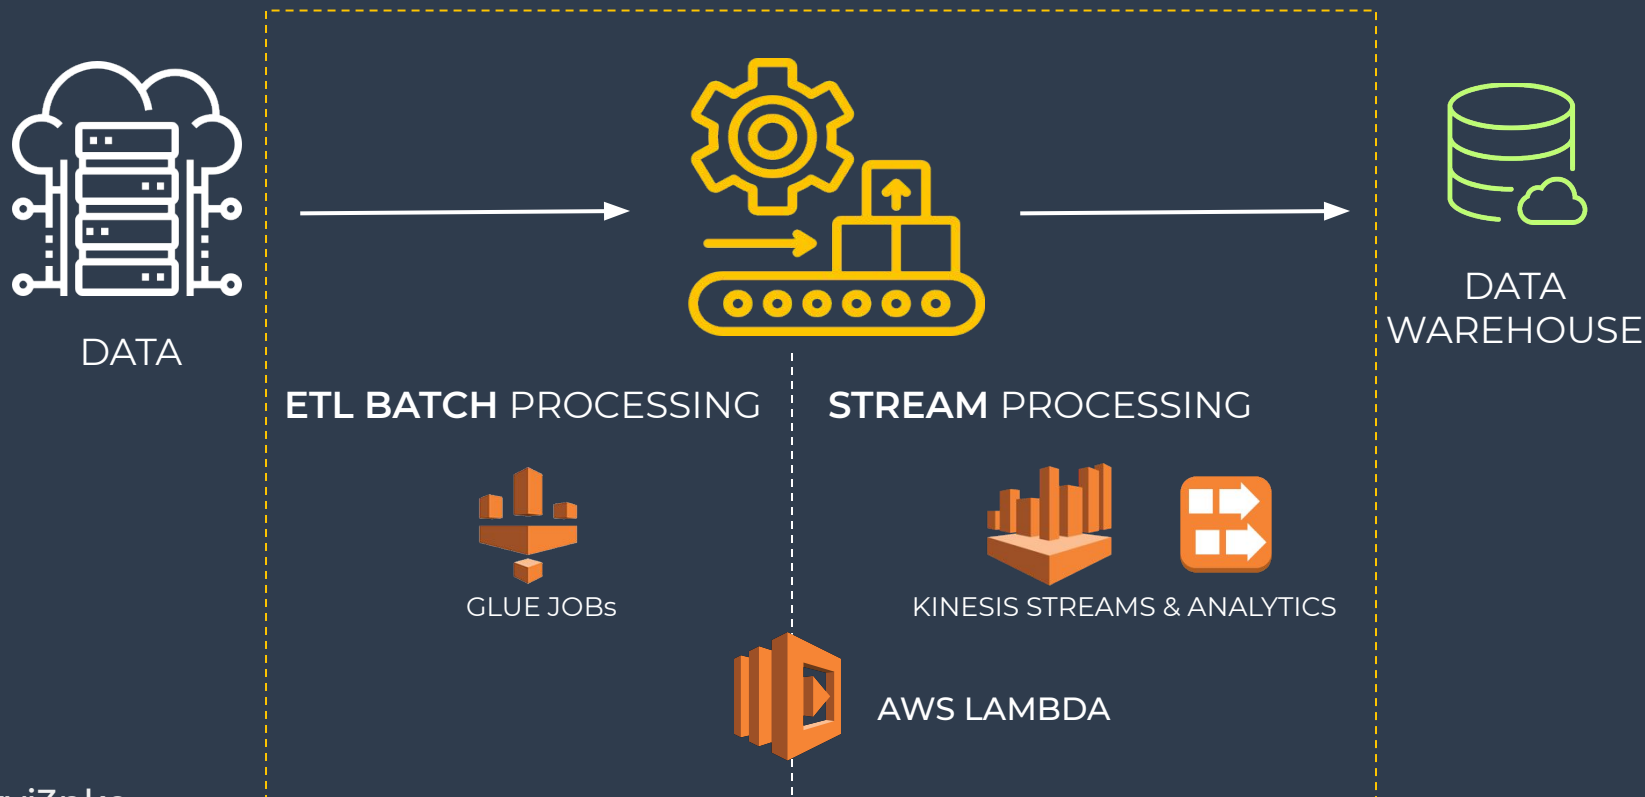 DATA
DATA
WAREHOUSE
ETL BATCH PROCESSING
STREAM PROCESSING
GLUE JOBs
KINESIS STREAMS & ANALYTICS
AWS LAMBDA